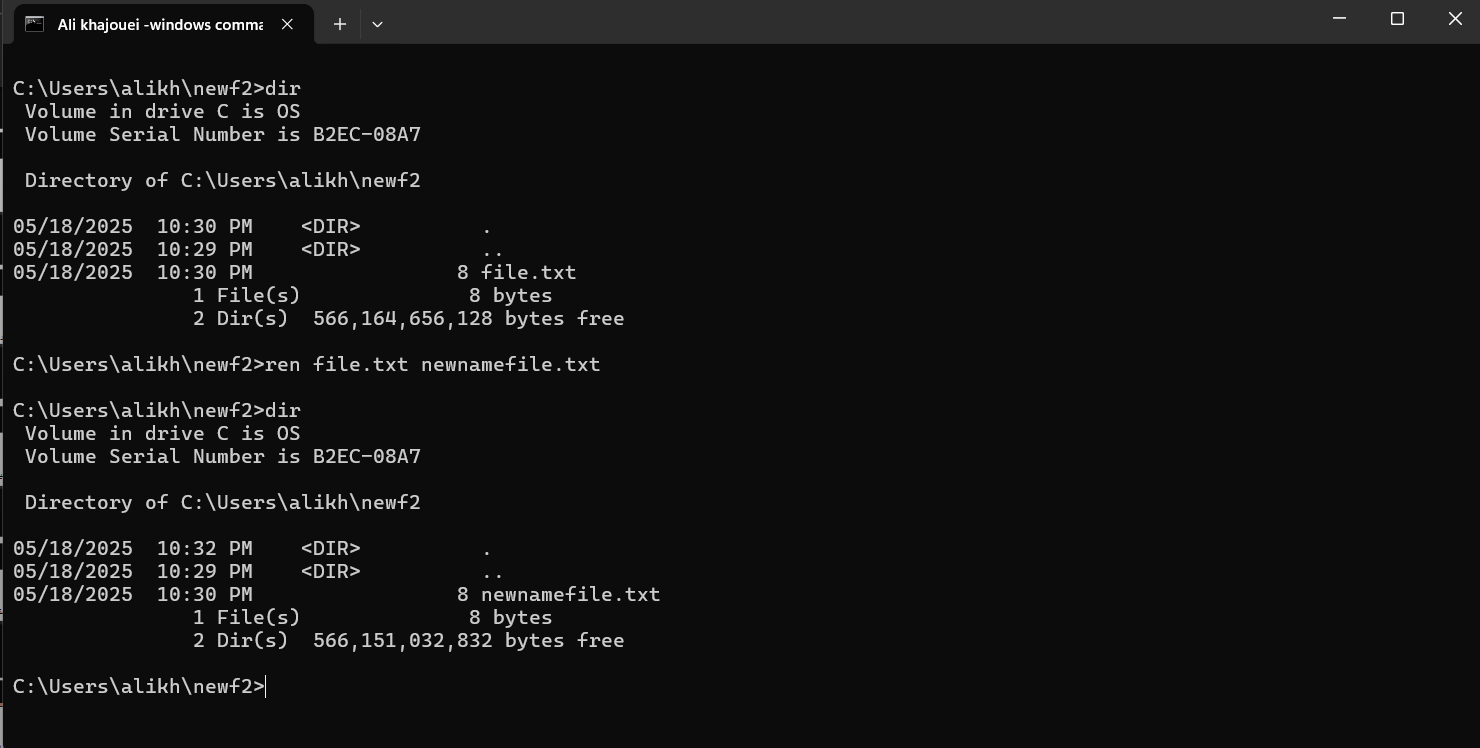 Ali khajouei -windows comma
C:\Users\alikh\newf2>dir
 Volume in drive C is OS
 Volume Serial Number is B2EC-08A7
 Directory of C:\Users\alikh\newf2
05/18/2025  10:30 PM    <DIR>          .
05/18/2025  10:29 PM    <DIR>          ..
05/18/2025  10:30 PM                 8 file.txt
               1 File(s)              8 bytes
               2 Dir(s)  566,164,656,128 bytes free
C:\Users\alikh\newf2>ren file.txt newnamefile.txt
C:\Users\alikh\newf2>dir
 Volume in drive C is OS
 Volume Serial Number is B2EC-08A7
 Directory of C:\Users\alikh\newf2
05/18/2025  10:32 PM    <DIR>          .
05/18/2025  10:29 PM    <DIR>          ..
05/18/2025  10:30 PM                 8 newnamefile.txt
               1 File(s)              8 bytes
               2 Dir(s)  566,151,032,832 bytes free
C:\Users\alikh\newf2>